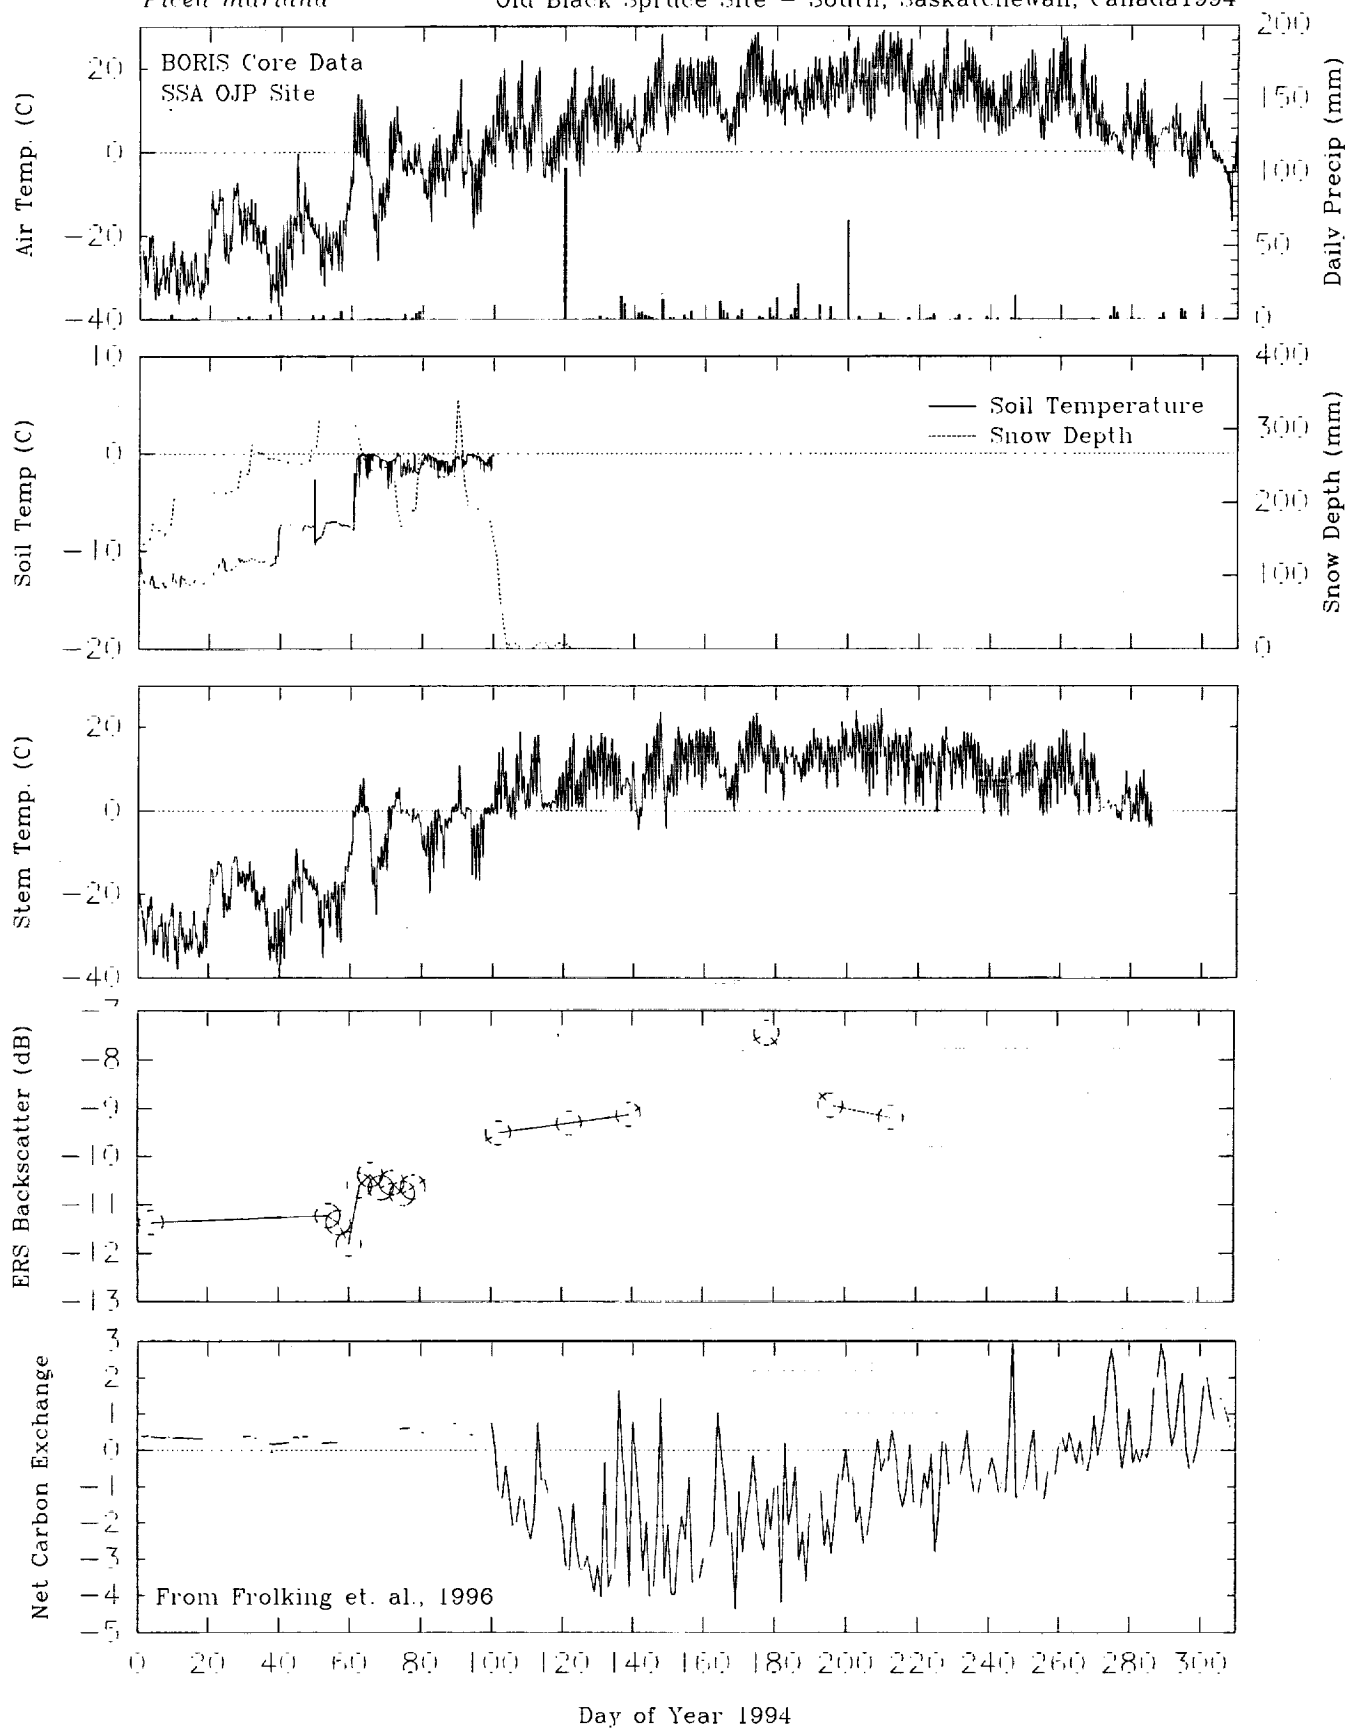 Picea mariana Old Black Spruce Site – South, Saskatchewan, Canada1994
BORIS Core Data
SSA OJP Site
Air Temp. (C)
20
0
−20
−40
Daily Precip (mm)
200
150
100
50
0
Soil Temp (C)
10
0
−10
−20
Soil Temperature
Snow Depth
Snow Depth (mm)
400
300
200
100
0
Stem Temp. (C)
20
0
−20
−40
ERS Backscatter (dB)
−7
−8
−9
−10
−11
−12
−13
Net Carbon Exchange
3
2
1
0
−1
−2
−3
−4
−5
From Frolking et. al., 1996
0 20 40 60 80 100 120 140 160 180 200 220 240 260 280 300
Day of Year 1994